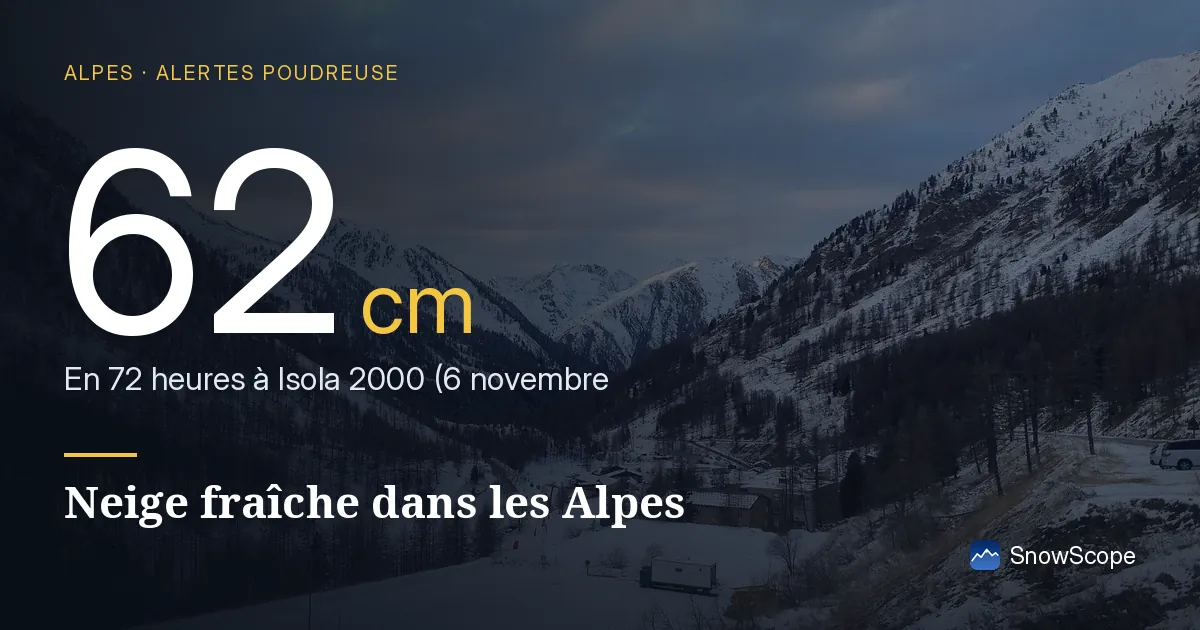 ALPES · ALERTES POUDREUSE
62 cm
En 72 heures à Isola 2000 (6 novembre
Neige fraîche dans les Alpes
SnowScope